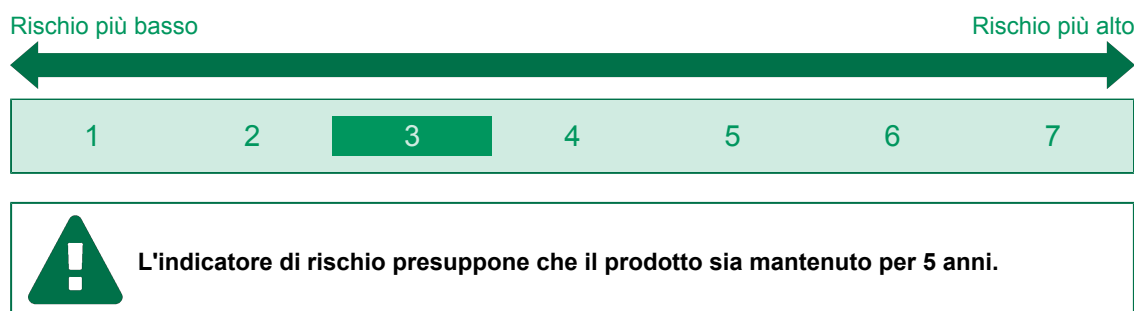 Rischio più basso Rischio più alto
1 2 3 4 5 6 7
L'indicatore di rischio presuppone che il prodotto sia mantenuto per 5 anni.